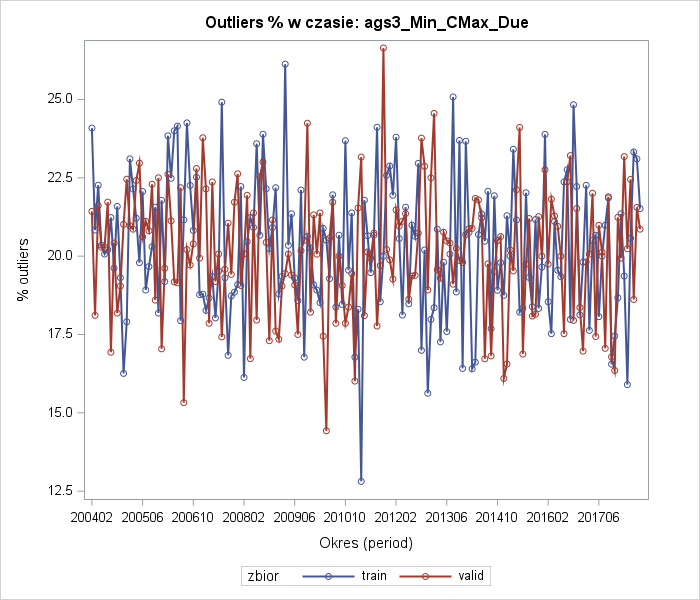 Outliers % w czasie: ags3_Min_CMax_Due
% outliers
25.0
22.5
20.0
17.5
15.0
12.5
200402 200506 200610 200802 200906 201010 201202 201306 201410 201602 201706
Okres (period)
zbior train valid